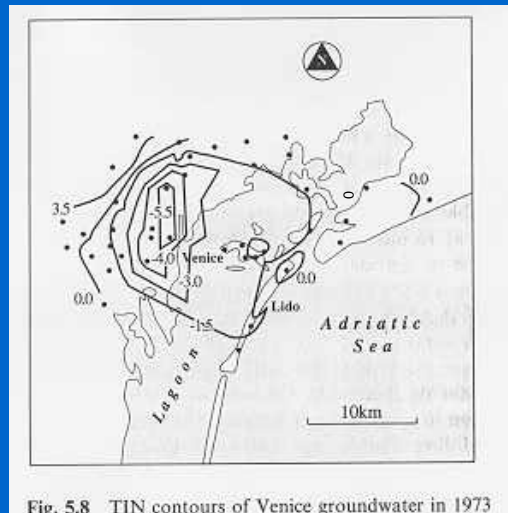 N
0.0
3.5
-5.5
-4.0
Venice
-3.0
0.0
0.0
Lido
-1.5
Adriatic
Sea
Lagoon
10km
Fig. 5.8 TIN contours of Venice groundwater in 1973